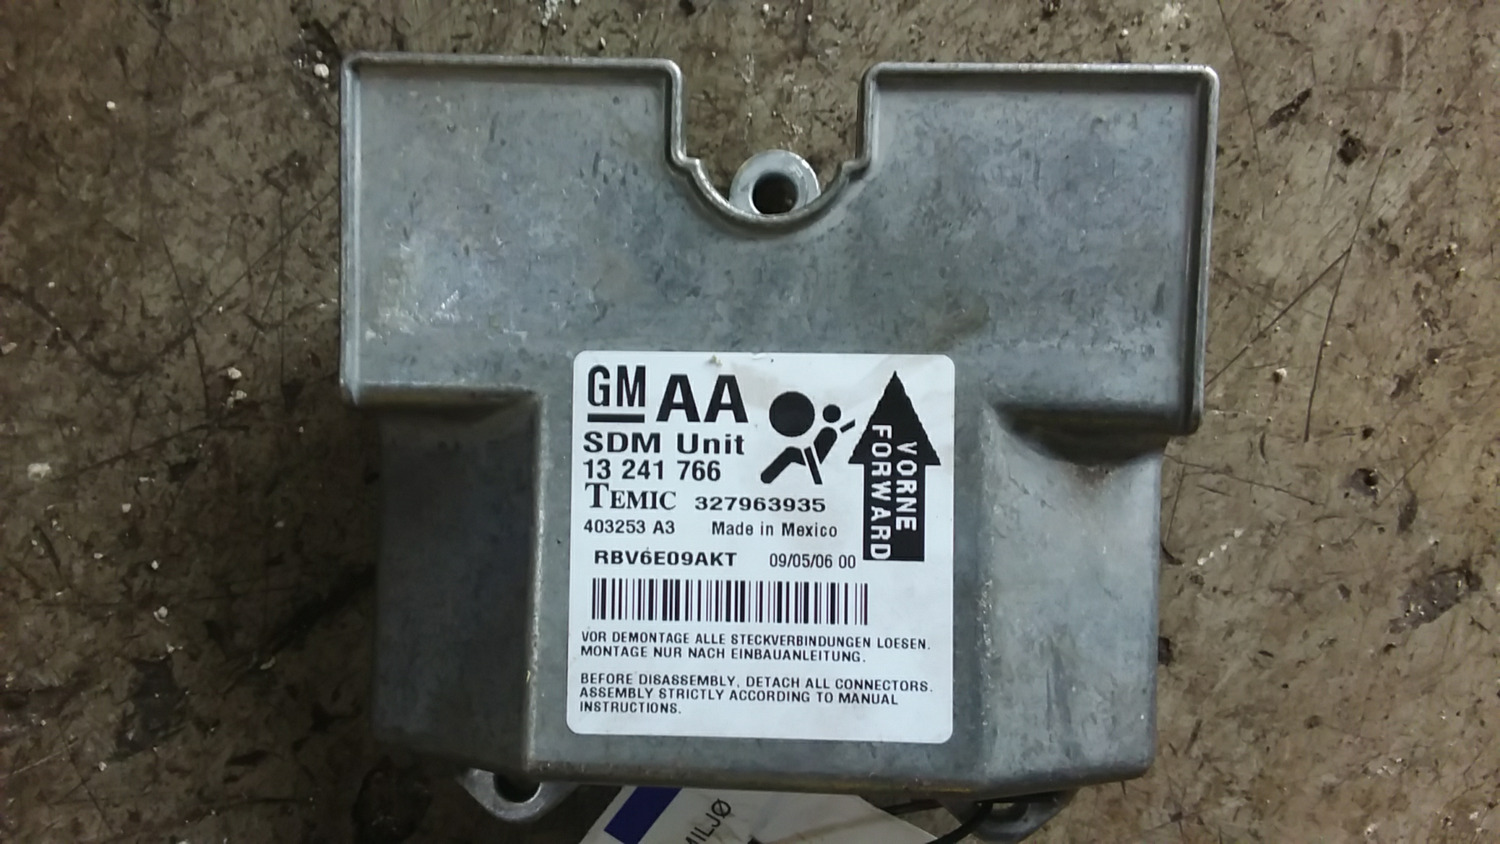 GM AA
SDM Unit
13 241 766
TEMIC 327963935
403253 A3 Made in Mexico
RBV6E09AKT 09/05/06 00
VORNE
FORWARD
VOR DEMONTAGE ALLE STECKVERBINDUNGEN LOESEN.
MONTAGE NUR NACH EINBAUANLEITUNG.
BEFORE DISASSEMBLY, DETACH ALL CONNECTORS.
ASSEMBLY STRICTLY ACCORDING TO MANUAL
INSTRUCTIONS.
MILJØ